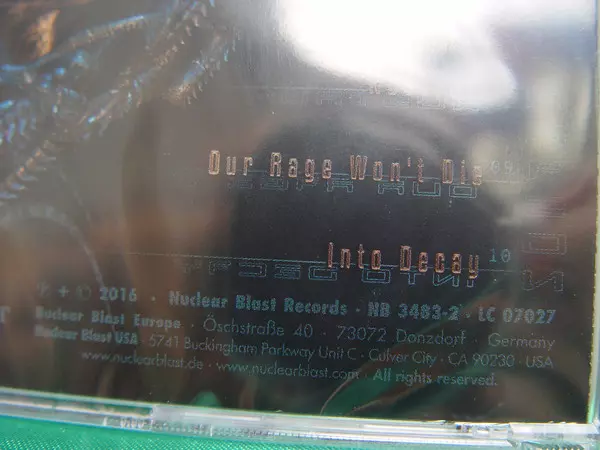 Our Rage Won't Die 09
Into Decay 10
℗ + © 2016 · Nuclear Blast Records · NB 3483-2 · LC 07027
Nuclear Blast Europe · Öschstraße 40 · 73072 Donzdorf · Germany
Nuclear Blast USA · 5741 Buckingham Parkway Unit C · Culver City · CA 90230 · USA
www.nuclearblast.de · www.nuclearblast.com · All rights reserved.